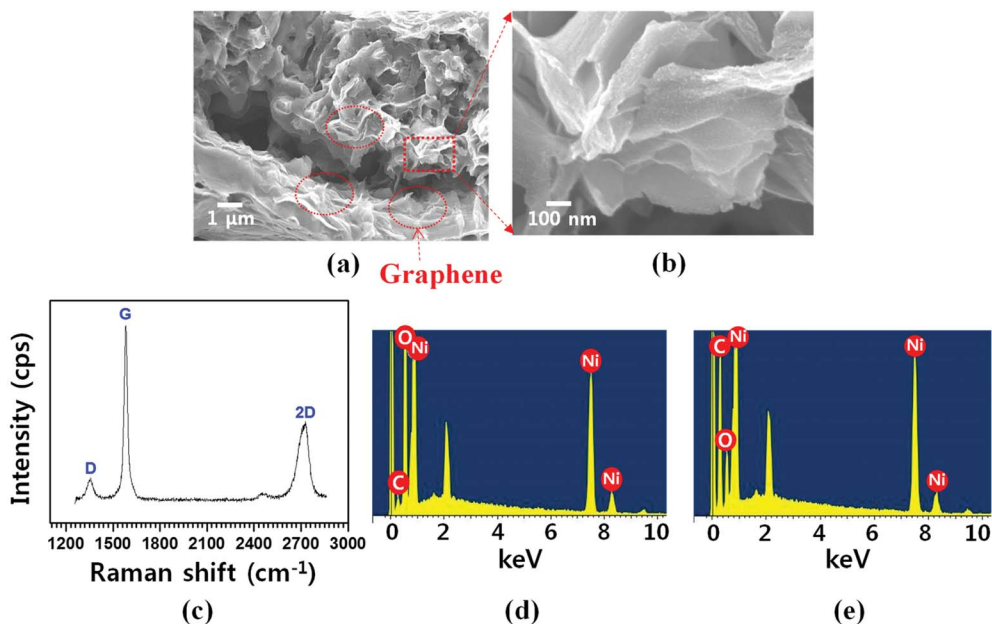 1 μm
100 nm
(a)
Graphene
(b)
Intensity (cps)
G
D
2D
1200 1500 1800 2100 2400 2700 3000
Raman shift (cm⁻¹)
(c)
O
Ni
Ni
C
Ni
0 2 4 6 8 10
keV
(d)
C
Ni
Ni
O
Ni
0 2 4 6 8 10
keV
(e)